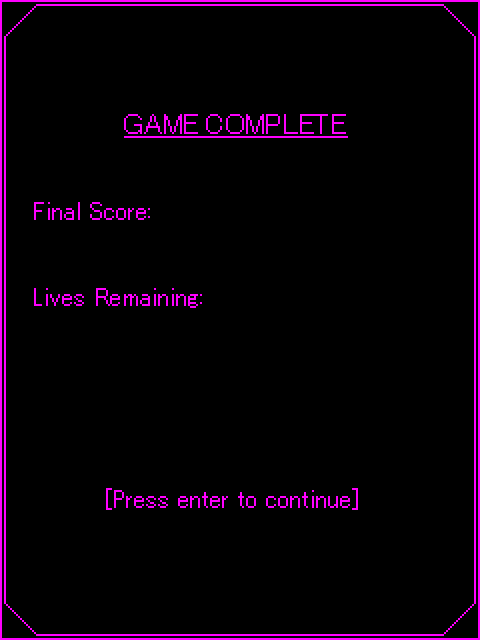 GAME COMPLETE
Final Score:
Lives Remaining:
[Press enter to continue]